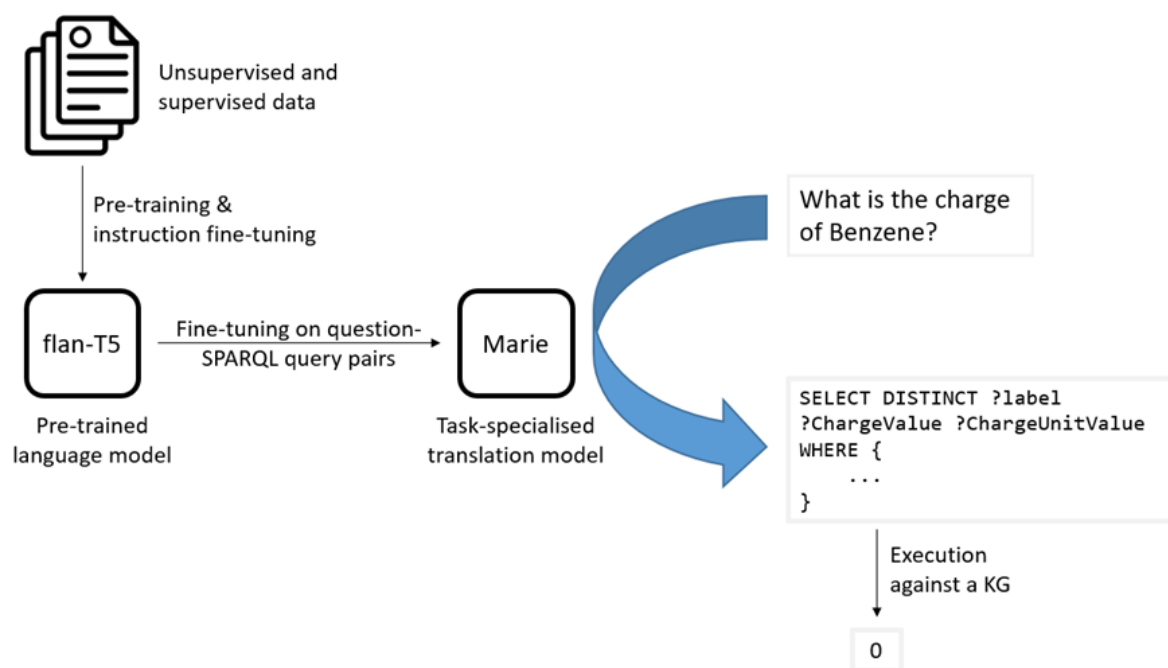 Unsupervised and
supervised data
Pre-training &
instruction fine-tuning
flan-T5
Pre-trained
language model
Fine-tuning on question-
SPARQL query pairs
Marie
Task-specialised
translation model
What is the charge
of Benzene?
SELECT DISTINCT ?label
?ChargeValue ?ChargeUnitValue
WHERE {
...
}
Execution
against a KG
0